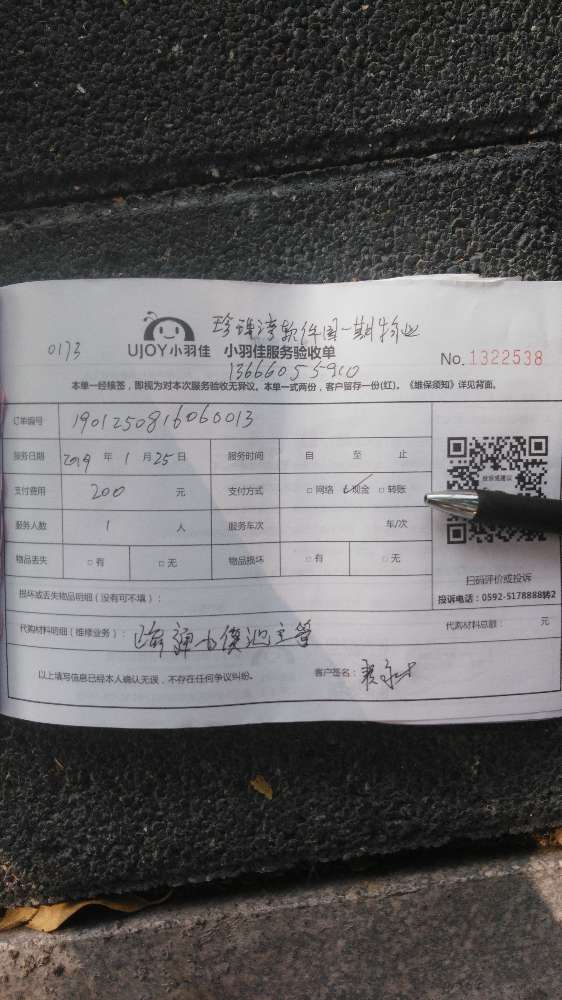 珍珠湾软件园一期物业
0173 UJOY小羽佳 小羽佳服务验收单 No. 1322538
13666055910
本单一经核签，即视为对本次服务验收无异议。本单一式两份，客户留存一份(红)。《维保须知》详见背面。
订单编号 1901250816060013
服务日期 2019 年 1 月 25 日 服务时间 自 至 止
支付费用 200 元 支付方式 □网络 ☑现金 □转账
服务人数 1 人 服务车次 车/次
物品丢失 □有 □无 物品损坏 □有 □无
投诉或建议
扫码评价或投诉
投诉电话：0592-5178888转2
损坏或丢失物品明细（没有可不填）：
代购材料明细（维修业务）： 疏通 代购材料总额： 元
以上填写信息已经本人确认无误，不存在任何争议纠纷。 客户签名：